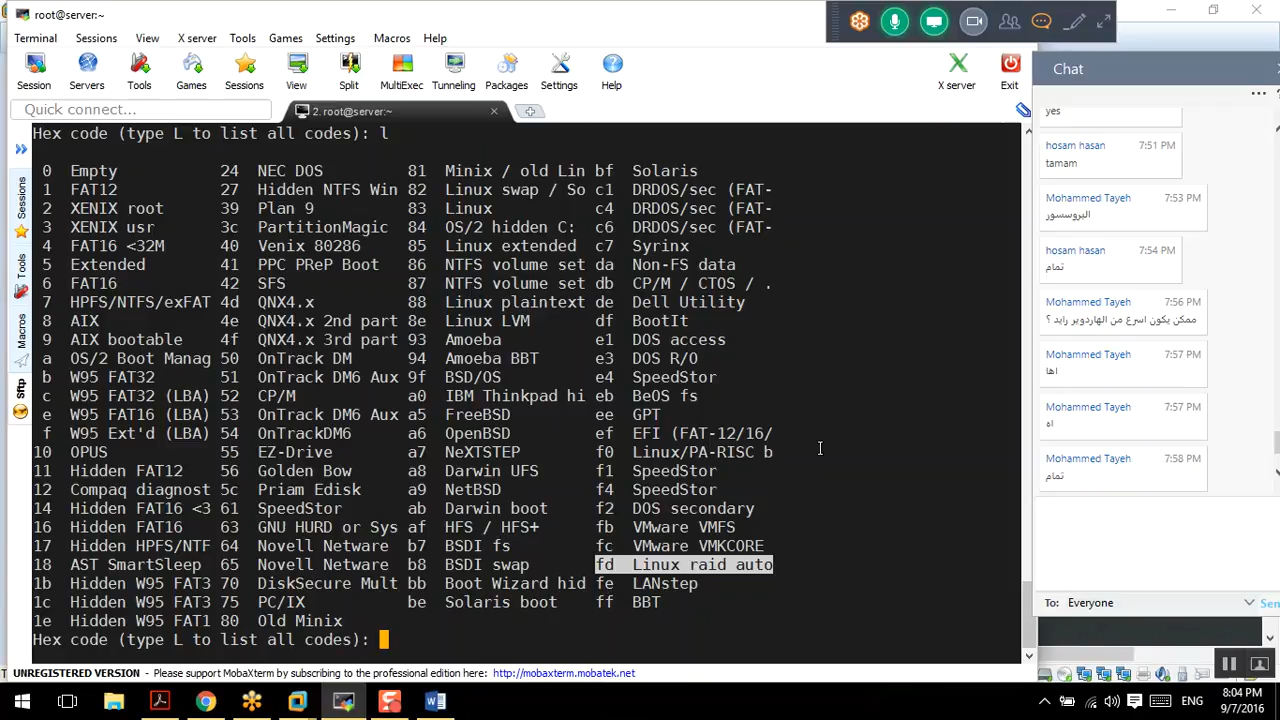 root@server:~
Terminal Sessions View X server Tools Games Settings Macros Help
Session Servers Tools Games Sessions View Split MultiExec Tunneling Packages Settings Help X server Exit
Quick connect...
2. root@server:~
Hex code (type L to list all codes): l
0 Empty 24 NEC DOS 81 Minix / old Lin bf Solaris
1 FAT12 27 Hidden NTFS Win 82 Linux swap / So c1 DRDOS/sec (FAT-
2 XENIX root 39 Plan 9 83 Linux c4 DRDOS/sec (FAT-
3 XENIX usr 3c PartitionMagic 84 OS/2 hidden C: c6 DRDOS/sec (FAT-
4 FAT16 <32M 40 Venix 80286 85 Linux extended c7 Syrinx
5 Extended 41 PPC PReP Boot 86 NTFS volume set da Non-FS data
6 FAT16 42 SFS 87 NTFS volume set db CP/M / CTOS / .
7 HPFS/NTFS/exFAT 4d QNX4.x 88 Linux plaintext de Dell Utility
8 AIX 4e QNX4.x 2nd part 8e Linux LVM df BootIt
9 AIX bootable 4f QNX4.x 3rd part 93 Amoeba e1 DOS access
a OS/2 Boot Manag 50 OnTrack DM 94 Amoeba BBT e3 DOS R/O
b W95 FAT32 51 OnTrack DM6 Aux 9f BSD/OS e4 SpeedStor
c W95 FAT32 (LBA) 52 CP/M a0 IBM Thinkpad hi eb BeOS fs
e W95 FAT16 (LBA) 53 OnTrack DM6 Aux a5 FreeBSD ee GPT
f W95 Ext'd (LBA) 54 OnTrackDM6 a6 OpenBSD ef EFI (FAT-12/16/
10 OPUS 55 EZ-Drive a7 NeXTSTEP f0 Linux/PA-RISC b
11 Hidden FAT12 56 Golden Bow a8 Darwin UFS f1 SpeedStor
12 Compaq diagnost 5c Priam Edisk a9 NetBSD f4 SpeedStor
14 Hidden FAT16 <3 61 SpeedStor ab Darwin boot f2 DOS secondary
16 Hidden FAT16 63 GNU HURD or Sys af HFS / HFS+ fb VMware VMFS
17 Hidden HPFS/NTF 64 Novell Netware b7 BSDI fs fc VMware VMKCORE
18 AST SmartSleep 65 Novell Netware b8 BSDI swap fd Linux raid auto
1b Hidden W95 FAT3 70 DiskSecure Mult bb Boot Wizard hid fe LANstep
1c Hidden W95 FAT3 75 PC/IX be Solaris boot ff BBT
1e Hidden W95 FAT1 80 Old Minix
Hex code (type L to list all codes):
Sessions
Tools
Macros
Sftp
UNREGISTERED VERSION - Please support MobaXterm by subscribing to the professional edition here: http://mobaxterm.mobatek.net
Chat
yes
hosam hasan 7:51 PM
tamam
Mohammed Tayeh 7:53 PM
البروسسور
hosam hasan 7:54 PM
تمام
Mohammed Tayeh 7:56 PM
ممكن يكون اسرع من الهاردوير رايد ؟
Mohammed Tayeh 7:57 PM
اها
Mohammed Tayeh 7:57 PM
اه
Mohammed Tayeh 7:58 PM
تمام
To: Everyone Sen
ENG
8:04 PM
9/7/2016